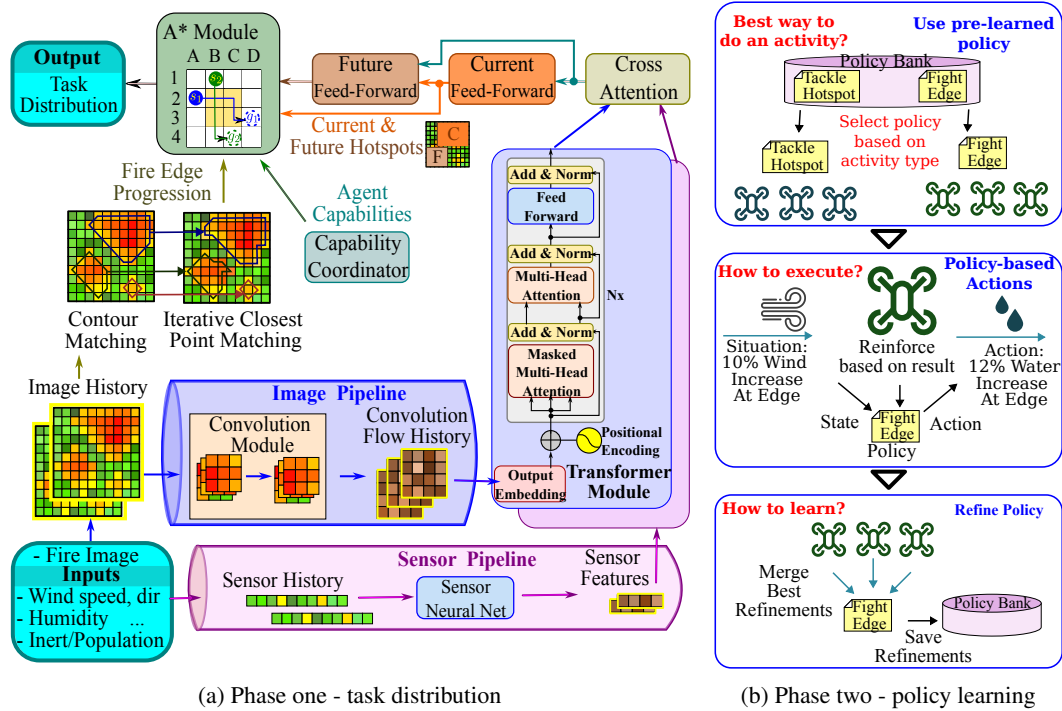 Output
Task
Distribution
A* Module
A B C D
1
2
3
4
Future
Feed-Forward
Current
Feed-Forward
Cross
Attention
Current &
Future Hotspots
C
F
Fire Edge
Progression
Agent
Capabilities
Capability
Coordinator
Contour
Matching
Iterative Closest
Point Matching
Image History
Add & Norm
Feed
Forward
Add & Norm
Multi-Head
Attention
Nx
Add & Norm
Masked
Multi-Head
Attention
Positional
Encoding
Output
Embedding
Transformer
Module
Image Pipeline
Convolution
Module
Convolution
Flow History
- Fire Image
Inputs
- Wind speed, dir
- Humidity ...
- Inert/Population
Sensor Pipeline
Sensor History
Sensor
Neural Net
Sensor
Features
(a) Phase one - task distribution
Best way to
do an activity?
Use pre-learned
policy
Policy Bank
Tackle
Hotspot
Fight
Edge
Select policy
based on
activity type
Tackle
Hotspot
Fight
Edge
How to execute?
Policy-based
Actions
Situation:
10% Wind
Increase
At Edge
Reinforce
based on result
Action:
12% Water
Increase
At Edge
State
Fight
Edge
Policy
Action
How to learn?
Refine Policy
Merge
Best
Refinements
Fight
Edge
Save
Refinements
Policy Bank
(b) Phase two - policy learning